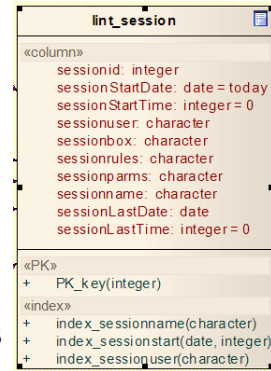 lint_session
«column»
sessionid: integer
sessionStartDate: date = today
sessionStartTime: integer = 0
sessionuser: character
sessionbox: character
sessionrules: character
sessionparms: character
sessionname: character
sessionLastDate: date
sessionLastTime: integer = 0
«PK»
+ PK_key(integer)
«index»
+ index_sessionname(character)
+ index_sessionstart(date, integer)
+ index_sessionuser(character)